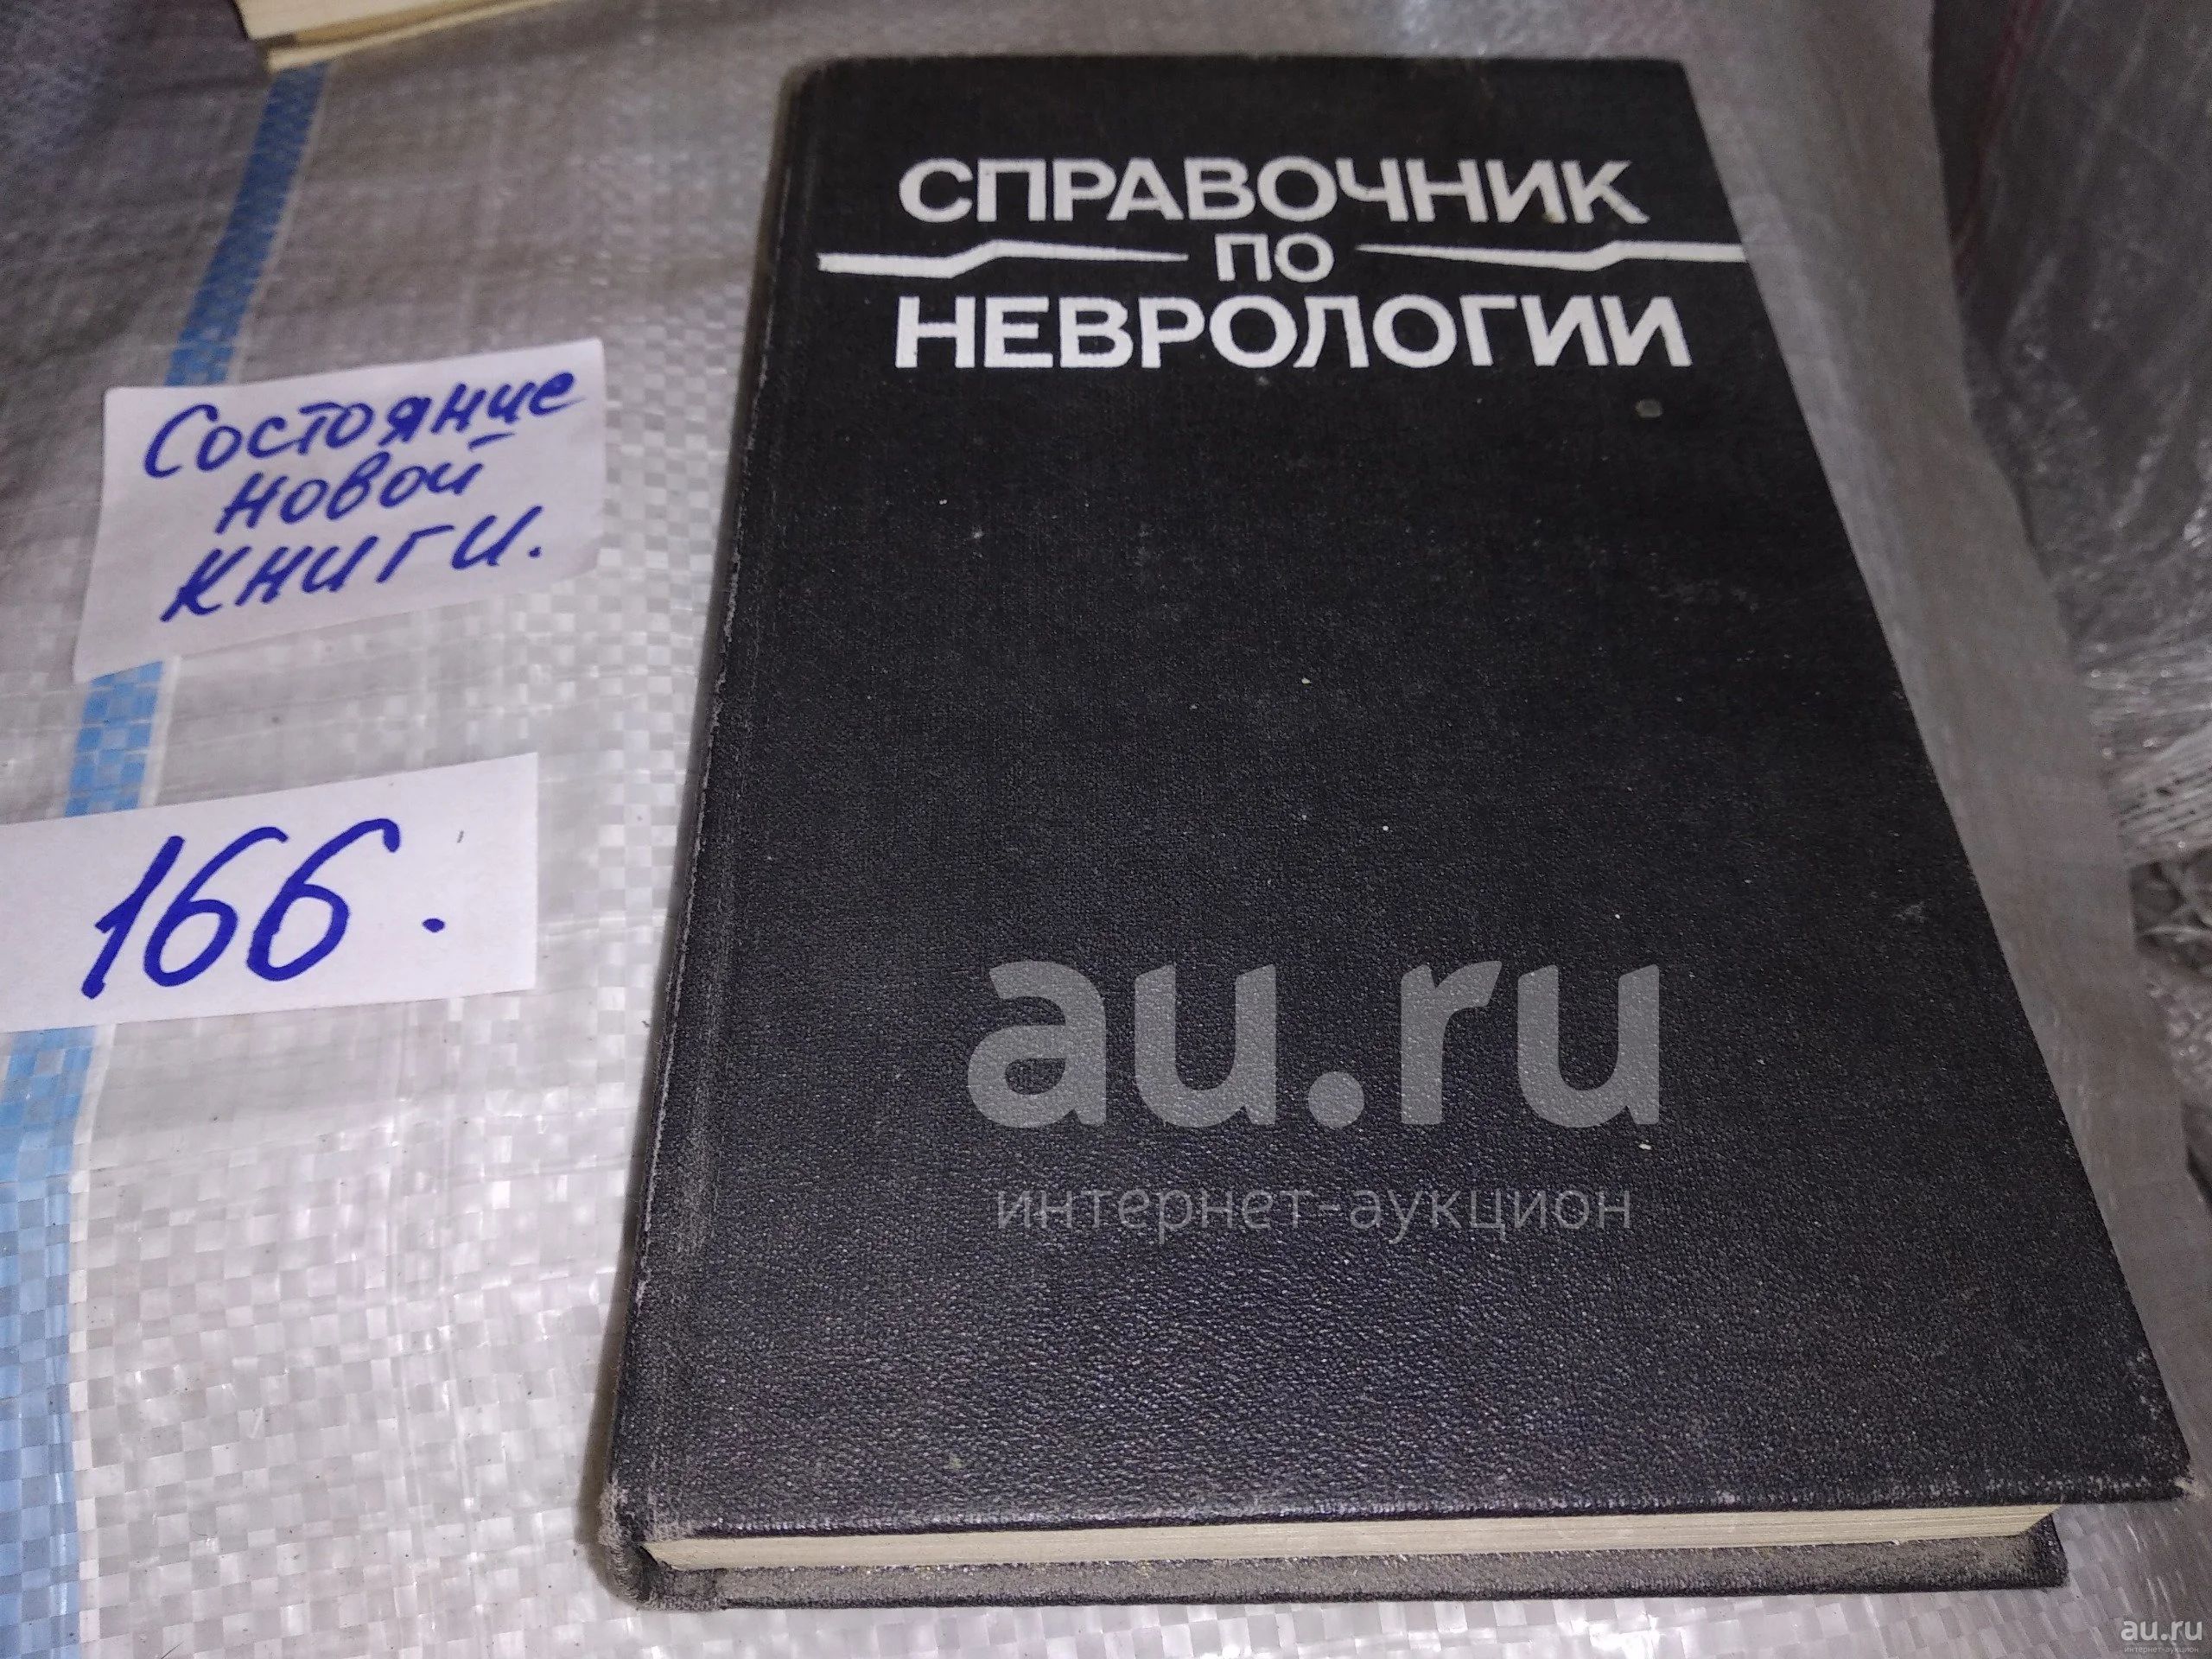 СПРАВОЧНИК
ПО
НЕВРОЛОГИИ
Состояние
новой
книги.
166.
au.ru
интернет-аукцион
au.ru
интернет-аукцион